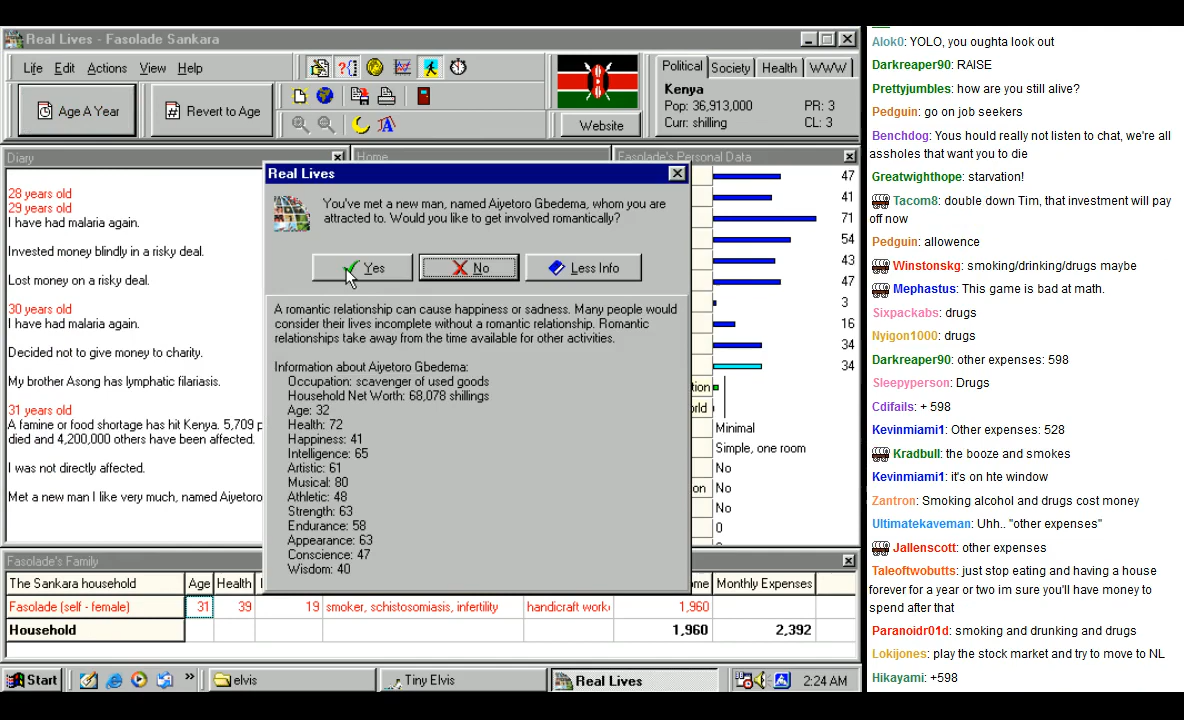 Real Lives - Fasolade Sankara
Life Edit Actions View Help
Age A Year
Revert to Age
Website
Political Society Health WWW
Kenya
Pop: 36,913,000 PR: 3
Curr: shilling CL: 3
Diary
28 years old
29 years old
I have had malaria again.
Invested money blindly in a risky deal.
Lost money on a risky deal.
30 years old
I have had malaria again.
Decided not to give money to charity.
My brother Asong has lymphatic filariasis.
31 years old
A famine or food shortage has hit Kenya. 5,709 p
died and 4,200,000 others have been affected.
I was not directly affected.
Met a new man I like very much, named Aiyetoro
Home
Real Lives
You've met a new man, named Aiyetoro Gbedema, whom you are
attracted to. Would you like to get involved romantically?
Yes
No
Less Info
A romantic relationship can cause happiness or sadness. Many people would
consider their lives incomplete without a romantic relationship. Romantic
relationships take away from the time available for other activities.
Information about Aiyetoro Gbedema:
Occupation: scavenger of used goods
Household Net Worth: 68,078 shillings
Age: 32
Health: 72
Happiness: 41
Intelligence: 65
Artistic: 61
Musical: 80
Athletic: 48
Strength: 63
Endurance: 58
Appearance: 63
Conscience: 47
Wisdom: 40
Fasolade's Personal Data
47
41
71
54
43
47
3
16
34
34
tion
orld
Minimal
Simple, one room
No
on No
No
0
Fasolade's Family
The Sankara household Age Health ome Monthly Expenses
Fasolade (self - female) 31 39 19 smoker, schistosomiasis, infertility handicraft work 1,960
Household 1,960 2,392
Start
»
elvis
Tiny Elvis
Real Lives
2:24 AM
Alok0: YOLO, you oughta look out
Darkreaper90: RAISE
Prettyjumbles: how are you still alive?
Pedguin: go on job seekers
Benchdog: Yous hould really not listen to chat, we're all
assholes that want you to die
Greatwighthope: starvation!
Tacom8: double down Tim, that investment will pay
off now
Pedguin: allowence
Winstonskg: smoking/drinking/drugs maybe
Mephastus: This game is bad at math.
Sixpackabs: drugs
Nyigon1000: drugs
Darkreaper90: other expenses: 598
Sleepyperson: Drugs
Cdifails: + 598
Kevinmiami1: Other expenses: 528
Kradbull: the booze and smokes
Kevinmiami1: it's on hte window
Zantron: Smoking alcohol and drugs cost money
Ultimatekaveman: Uhh.. "other expenses"
Jallenscott: other expenses
Taleoftwobutts: just stop eating and having a house
forever for a year or two im sure you'll have money to
spend after that
Paranoidr01d: smoking and drunking and drugs
Lokijones: play the stock market and try to move to NL
Hikayami: +598